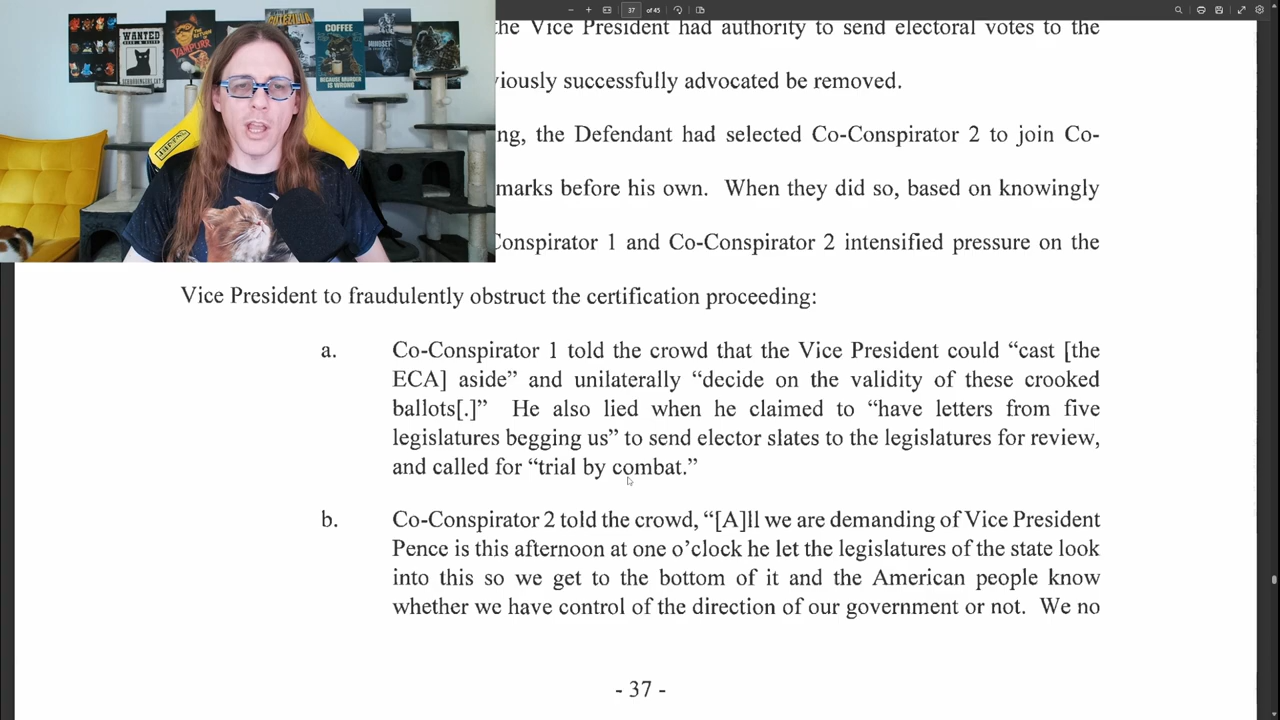 37 of 45
the Vice President had authority to send electoral votes to the
viously successfully advocated be removed.
ng, the Defendant had selected Co-Conspirator 2 to join Co-
marks before his own. When they did so, based on knowingly
Conspirator 1 and Co-Conspirator 2 intensified pressure on the
Vice President to fraudulently obstruct the certification proceeding:
a. Co-Conspirator 1 told the crowd that the Vice President could “cast [the
ECA] aside” and unilaterally “decide on the validity of these crooked
ballots[.]” He also lied when he claimed to “have letters from five
legislatures begging us” to send elector slates to the legislatures for review,
and called for “trial by combat.”
b. Co-Conspirator 2 told the crowd, “[A]ll we are demanding of Vice President
Pence is this afternoon at one o’clock he let the legislatures of the state look
into this so we get to the bottom of it and the American people know
whether we have control of the direction of our government or not. We no
- 37 -
WANTED
COFFEE
BECAUSE MURDER
IS WRONG
MINDSET